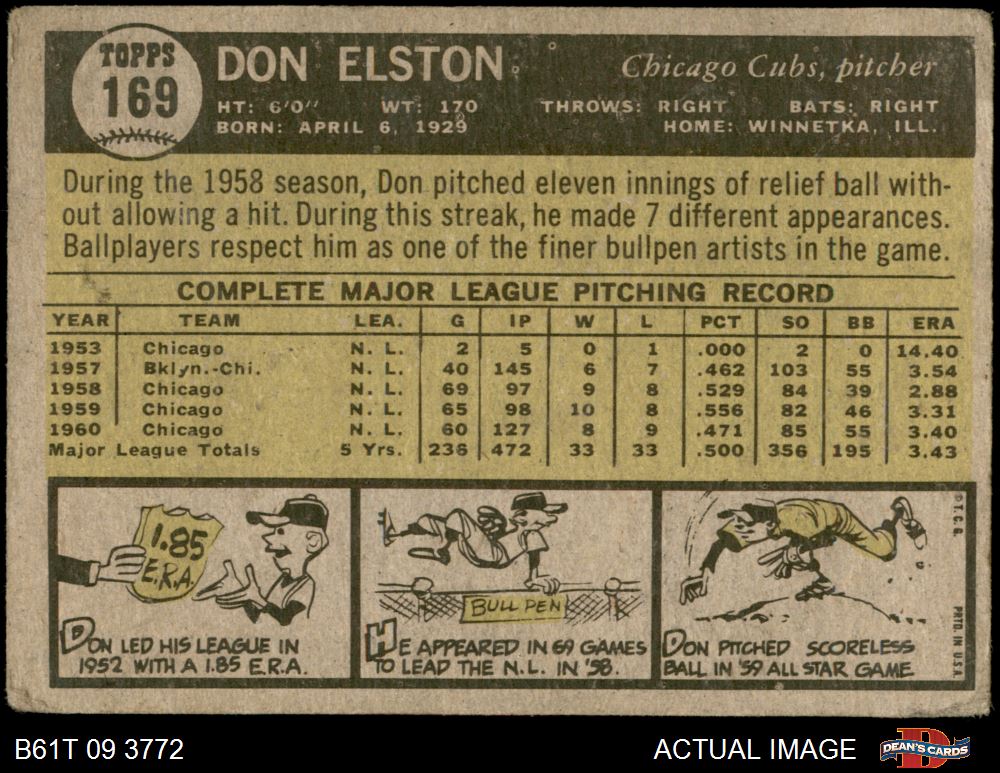 TOPPS
169
DON ELSTON
Chicago Cubs, pitcher
HT: 6'0" WT: 170 THROWS: RIGHT BATS: RIGHT
BORN: APRIL 6, 1929 HOME: WINNETKA, ILL.
During the 1958 season, Don pitched eleven innings of relief ball with-
out allowing a hit. During this streak, he made 7 different appearances.
Ballplayers respect him as one of the finer bullpen artists in the game.
COMPLETE MAJOR LEAGUE PITCHING RECORD
YEAR TEAM LEA. G IP W L PCT SO BB ERA
1953 Chicago N. L. 2 5 0 1 .000 2 0 14.40
1957 Bklyn.-Chi. N. L. 40 145 6 7 .462 103 55 3.54
1958 Chicago N. L. 69 97 9 8 .529 84 39 2.88
1959 Chicago N. L. 65 98 10 8 .556 82 46 3.31
1960 Chicago N. L. 60 127 8 9 .471 85 55 3.40
Major League Totals 5 Yrs. 236 472 33 33 .500 356 195 3.43
1.85
E.R.A.
DON LED HIS LEAGUE IN
1952 WITH A 1.85 E.R.A.
BULL PEN
HE APPEARED IN 69 GAMES
TO LEAD THE N.L. IN '58.
DON PITCHED SCORELESS
BALL IN '59 ALL STAR GAME
© T.C.G.
PRTD. IN U.S.A.
B61T 09 3772
ACTUAL IMAGE
DEAN'S CARDS